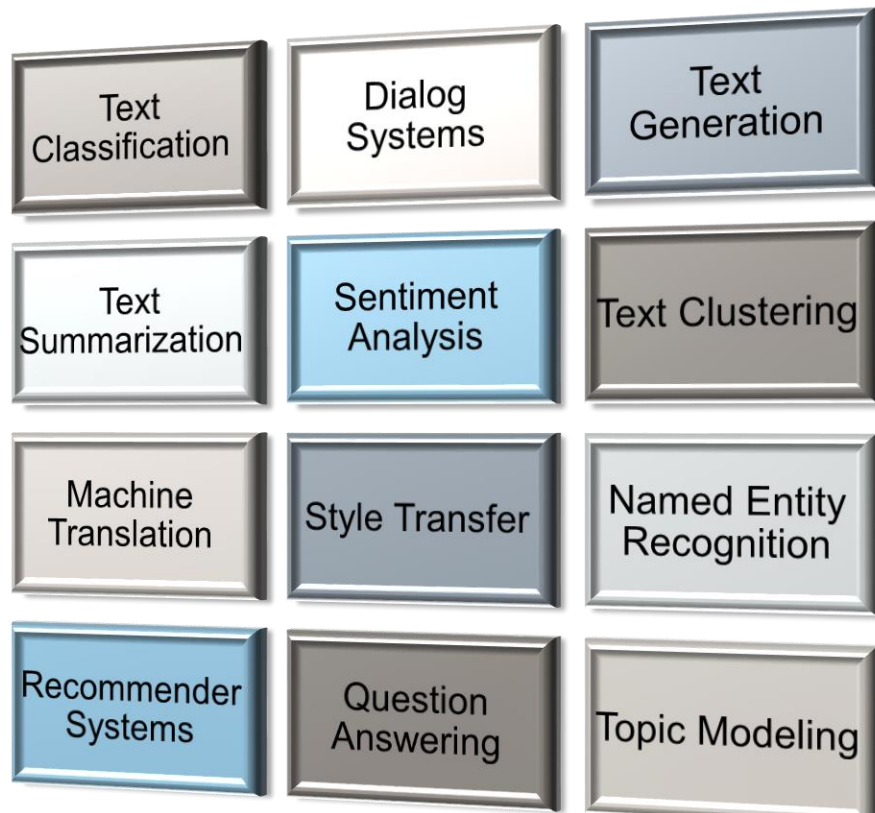 Text
Classification
Dialog
Systems
Text
Generation
Text
Summarization
Sentiment
Analysis
Text Clustering
Machine
Translation
Style Transfer
Named Entity
Recognition
Recommender
Systems
Question
Answering
Topic Modeling